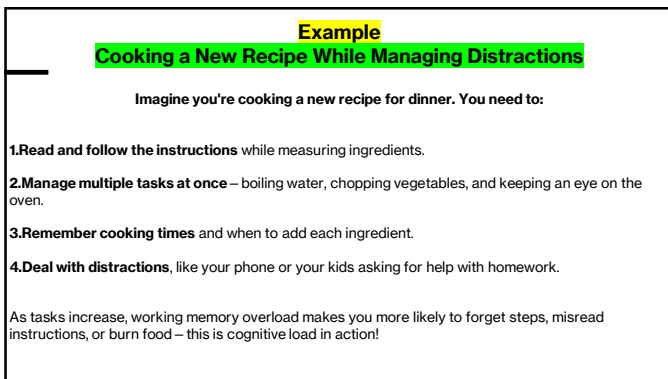 Example
Cooking a New Recipe While Managing Distractions
Imagine you're cooking a new recipe for dinner. You need to:
1.Read and follow the instructions while measuring ingredients.
2.Manage multiple tasks at once – boiling water, chopping vegetables, and keeping an eye on the
oven.
3.Remember cooking times and when to add each ingredient.
4.Deal with distractions, like your phone or your kids asking for help with homework.
As tasks increase, working memory overload makes you more likely to forget steps, misread
instructions, or burn food – this is cognitive load in action!